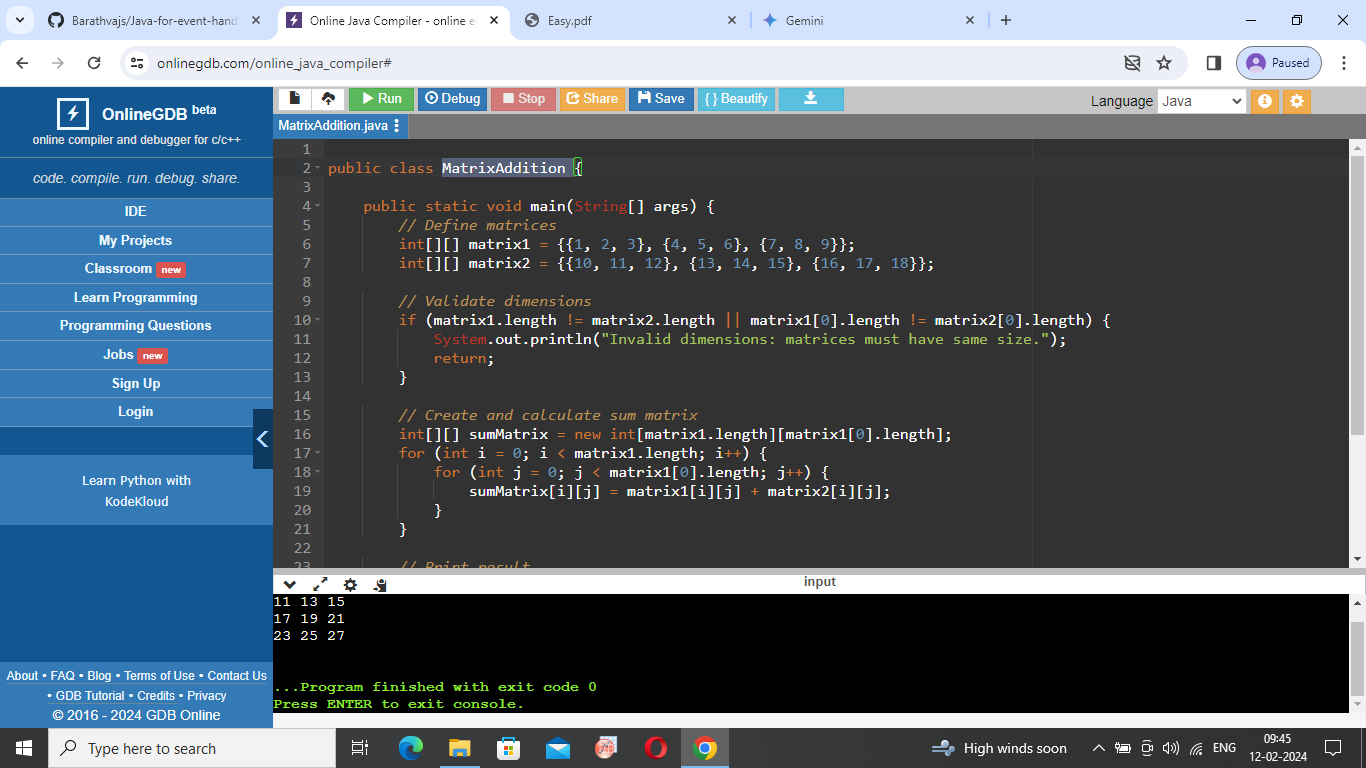 Barathvajs/Java-for-event-hand
Online Java Compiler - online e
Easy.pdf
Gemini
onlinegdb.com/online_java_compiler#
Paused
OnlineGDB beta
online compiler and debugger for c/c++
code. compile. run. debug. share.
IDE
My Projects
Classroom new
Learn Programming
Programming Questions
Jobs new
Sign Up
Login
Learn Python with
KodeKloud
About • FAQ • Blog • Terms of Use • Contact Us
• GDB Tutorial • Credits • Privacy
© 2016 - 2024 GDB Online
Run Debug Stop Share Save { } Beautify
Language Java
MatrixAddition.java
1
2 public class MatrixAddition {
3
4 public static void main(String[] args) {
5 // Define matrices
6 int[][] matrix1 = {{1, 2, 3}, {4, 5, 6}, {7, 8, 9}};
7 int[][] matrix2 = {{10, 11, 12}, {13, 14, 15}, {16, 17, 18}};
8
9 // Validate dimensions
10 if (matrix1.length != matrix2.length || matrix1[0].length != matrix2[0].length) {
11 System.out.println("Invalid dimensions: matrices must have same size.");
12 return;
13 }
14
15 // Create and calculate sum matrix
16 int[][] sumMatrix = new int[matrix1.length][matrix1[0].length];
17 for (int i = 0; i < matrix1.length; i++) {
18 for (int j = 0; j < matrix1[0].length; j++) {
19 sumMatrix[i][j] = matrix1[i][j] + matrix2[i][j];
20 }
21 }
22
23 // Print result
input
11 13 15
17 19 21
23 25 27
...Program finished with exit code 0
Press ENTER to exit console.
Type here to search
High winds soon
ENG
09:45
12-02-2024